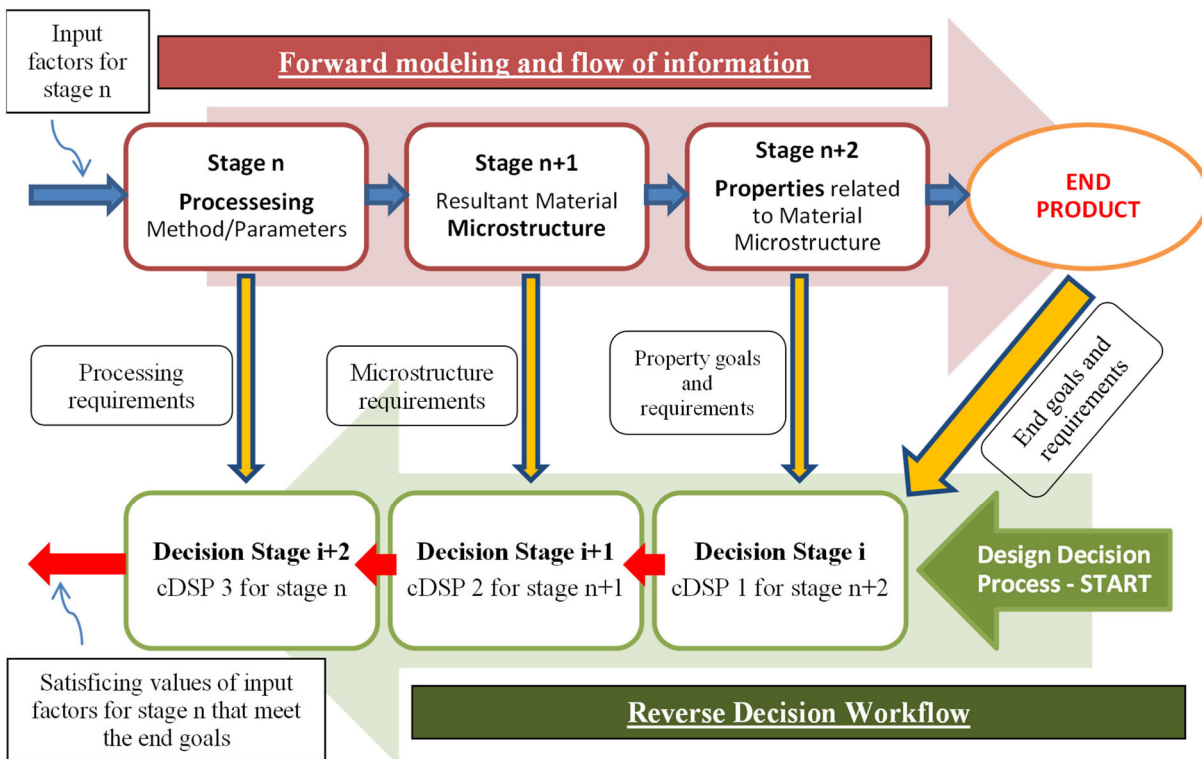 Input
factors for
stage n
Forward modeling and flow of information
Stage n
Processesing
Method/Parameters
Stage n+1
Resultant Material
Microstructure
Stage n+2
Properties related
to Material
Microstructure
END
PRODUCT
Processing
requirements
Microstructure
requirements
Property goals
and
requirements
End goals and
requirements
Decision Stage i+2
cDSP 3 for stage n
Decision Stage i+1
cDSP 2 for stage n+1
Decision Stage i
cDSP 1 for stage n+2
Design Decision
Process - START
Satisficing values of input
factors for stage n that meet
the end goals
Reverse Decision Workflow